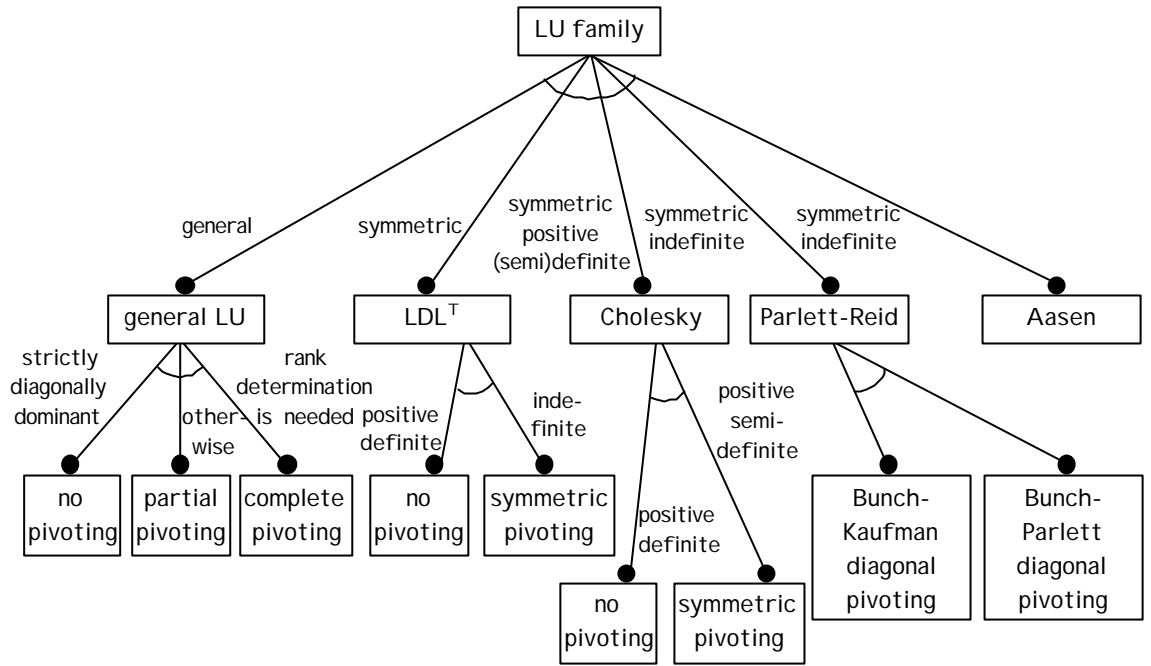 LU family
general
symmetric
symmetric
positive
(semi)definite
symmetric
indefinite
symmetric
indefinite
general LU
LDLᵀ
Cholesky
Parlett-Reid
Aasen
strictly
diagonally
dominant
other-
wise
rank
determination
is needed
positive
definite
inde-
finite
positive
semi-
definite
no
pivoting
partial
pivoting
complete
pivoting
no
pivoting
symmetric
pivoting
positive
definite
Bunch-
Kaufman
diagonal
pivoting
Bunch-
Parlett
diagonal
pivoting
no
pivoting
symmetric
pivoting